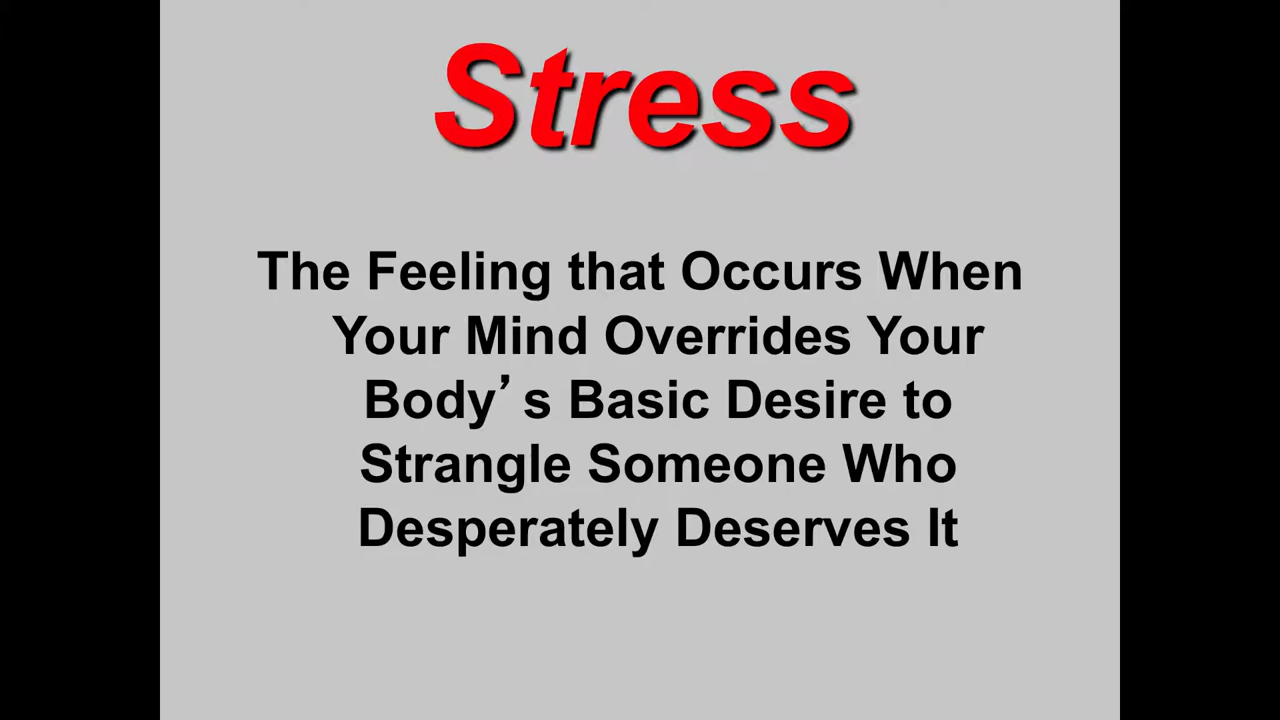 Stress
The Feeling that Occurs When
Your Mind Overrides Your
Body’s Basic Desire to
Strangle Someone Who
Desperately Deserves It